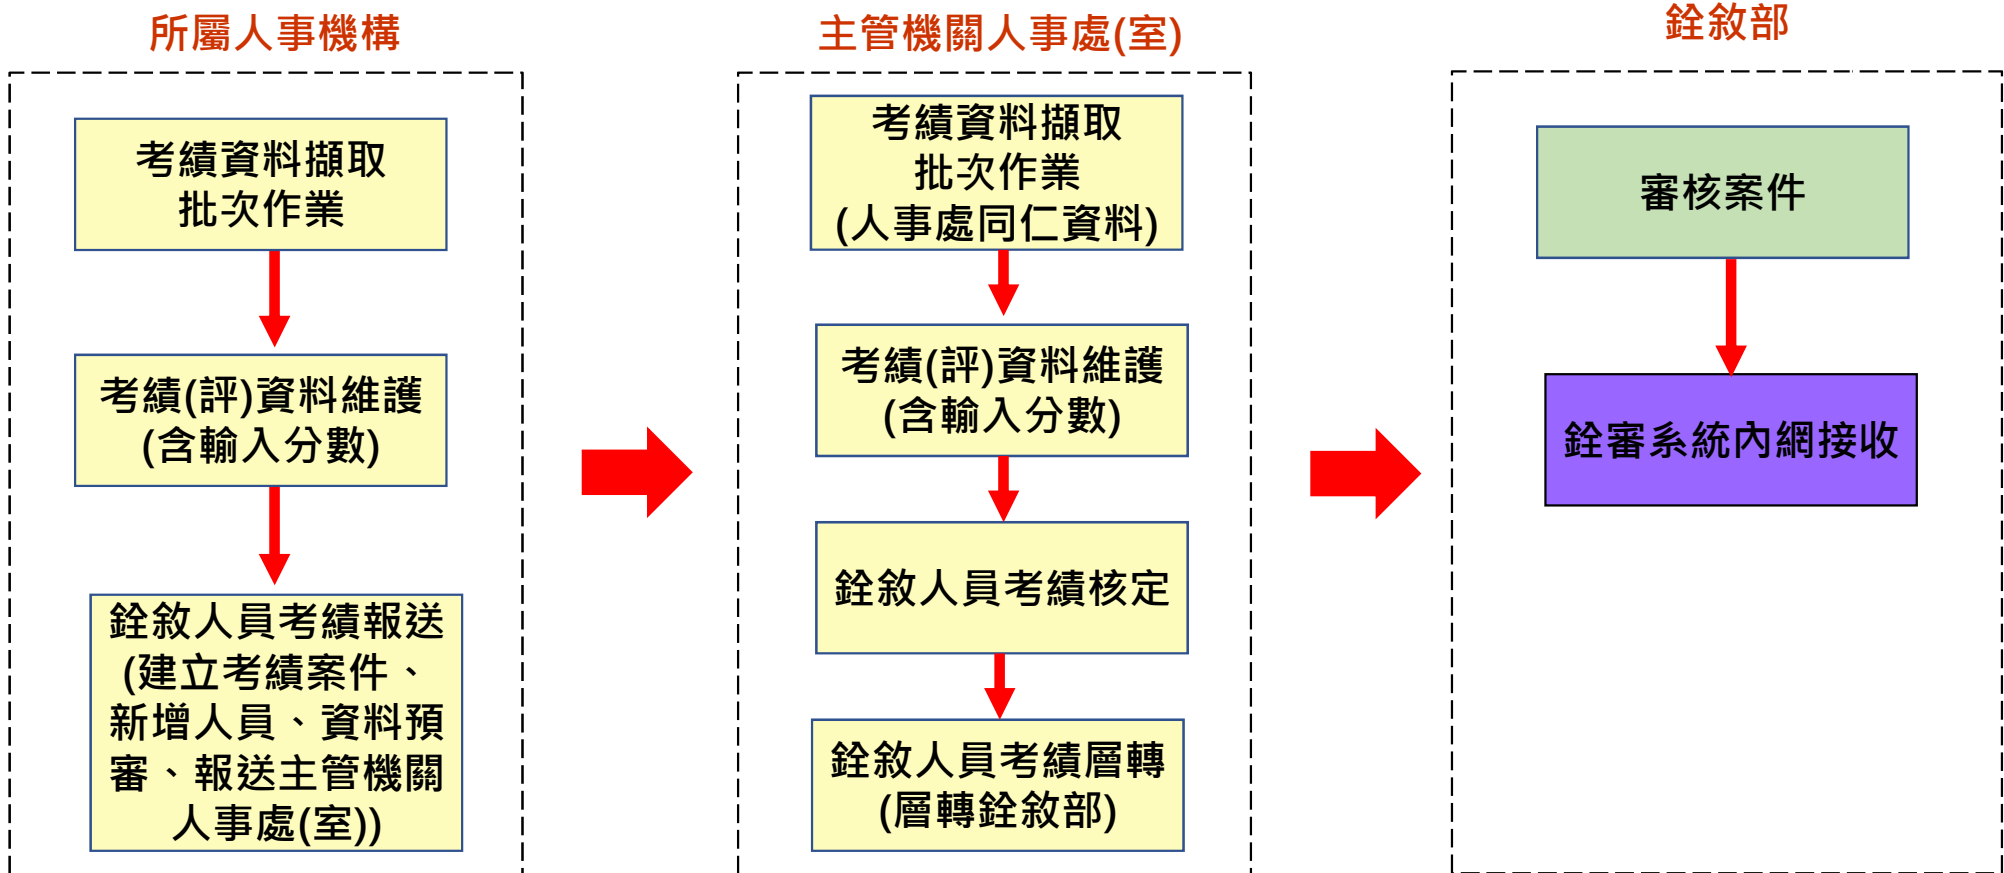 所屬人事機構
考績資料擷取
批次作業
考績(評)資料維護
(含輸入分數)
銓敘人員考績報送
(建立考績案件、
新增人員、資料預
審、報送主管機關
人事處(室))
主管機關人事處(室)
考績資料擷取
批次作業
(人事處同仁資料)
考績(評)資料維護
(含輸入分數)
銓敘人員考績核定
銓敘人員考績層轉
(層轉銓敘部)
銓敘部
審核案件
銓審系統內網接收